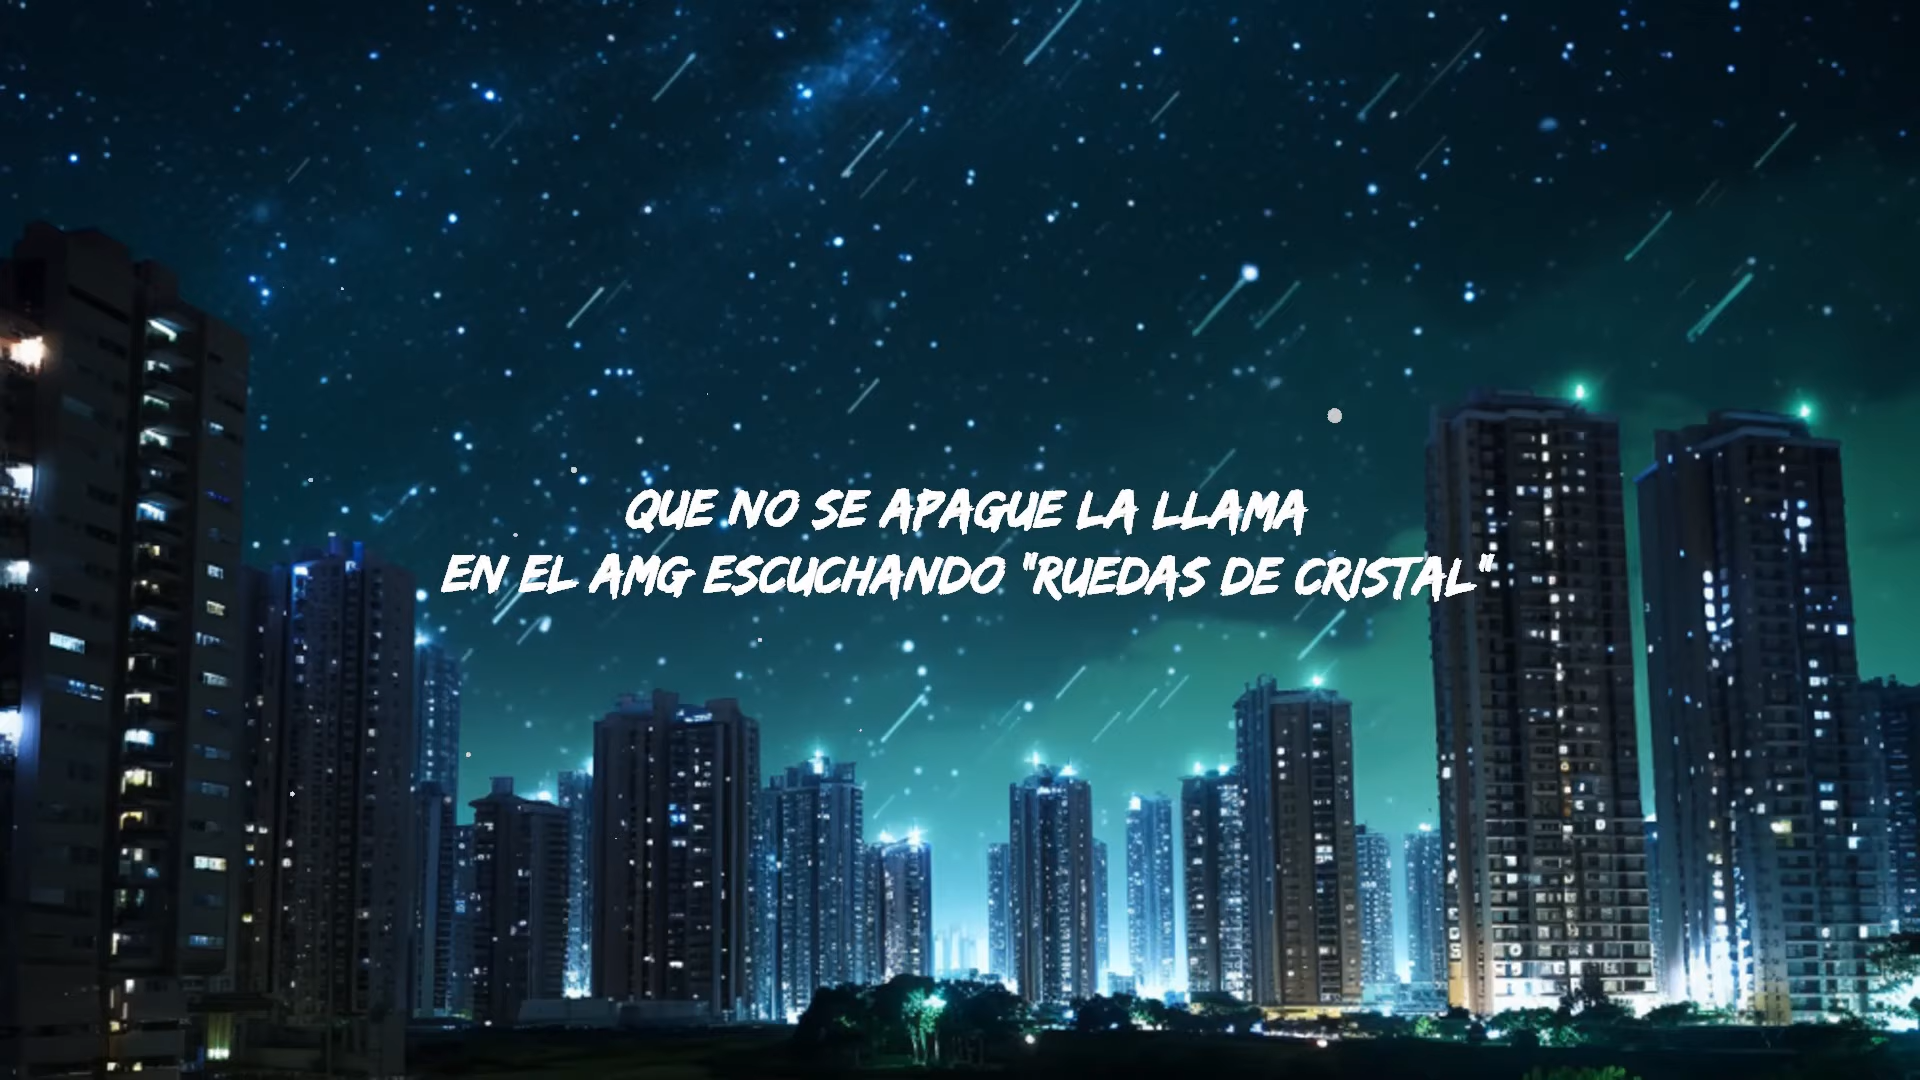 QUE NO SE APAGUE LA LLAMA
EN EL AMG ESCUCHANDO "RUEDAS DE CRISTAL"